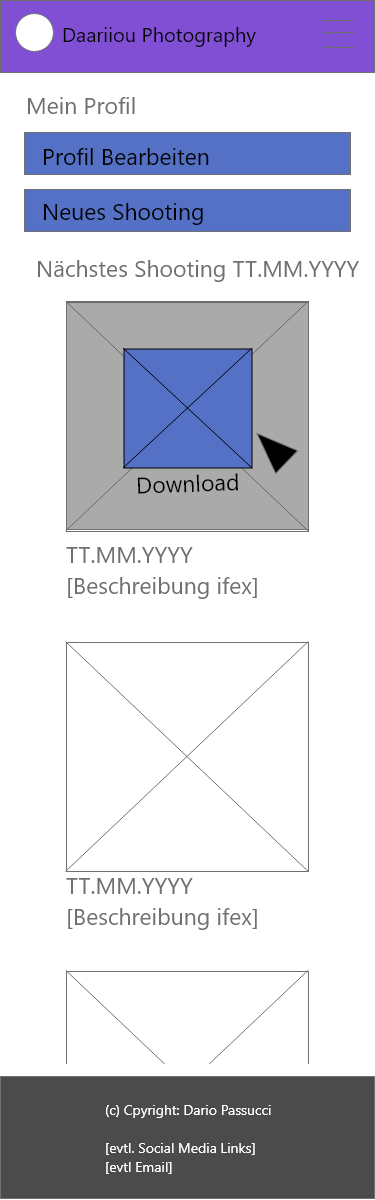 Daariiou Photography
Mein Profil
Profil Bearbeiten
Neues Shooting
Nächstes Shooting TT.MM.YYYY
Download
TT.MM.YYYY
[Beschreibung ifex]
TT.MM.YYYY
[Beschreibung ifex]
(c) Cpyright: Dario Passucci
[evtl. Social Media Links]
[evtl Email]